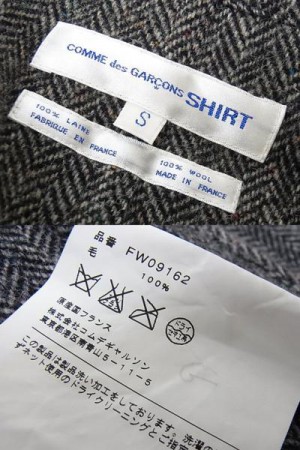 COMME des GARÇONS SHIRT
S
100% LAINE
FABRIQUE EN FRANCE
100% WOOL
MADE IN FRANCE
品番 FW09162
毛 100%
ドライ
原産国フランス
株式会社コムデギャルソン
東京都港区南青山5-11-5
この製品は製品洗い加工をしております。洗濯の
ネット使用のドライクリーニングとご指